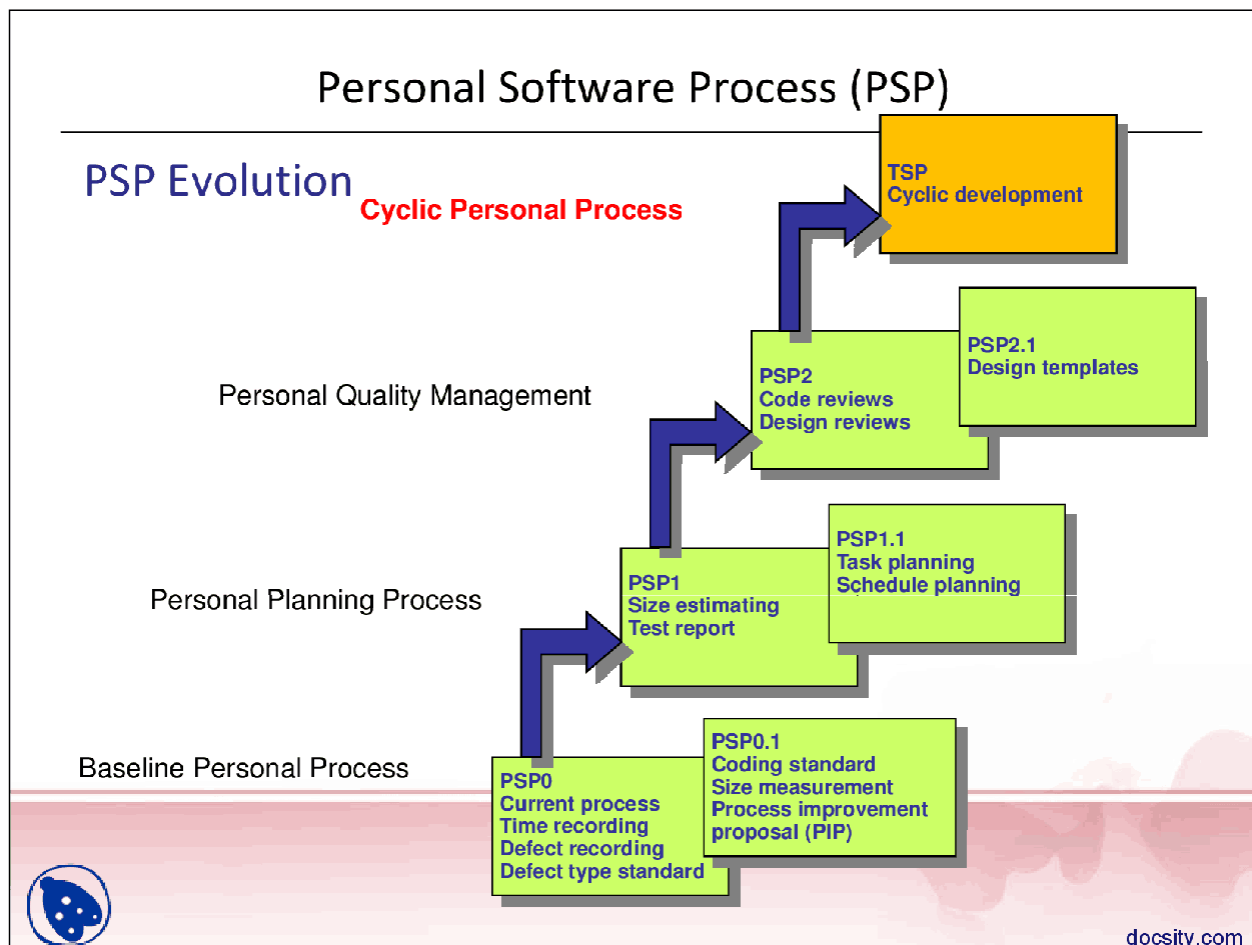 Personal Software Process (PSP)
PSP Evolution
Cyclic Personal Process
TSP
Cyclic development
Personal Quality Management
PSP2
Code reviews
Design reviews
PSP2.1
Design templates
Personal Planning Process
PSP1
Size estimating
Test report
PSP1.1
Task planning
Schedule planning
Baseline Personal Process
PSP0
Current process
Time recording
Defect recording
Defect type standard
PSP0.1
Coding standard
Size measurement
Process improvement
proposal (PIP)
docsity.com